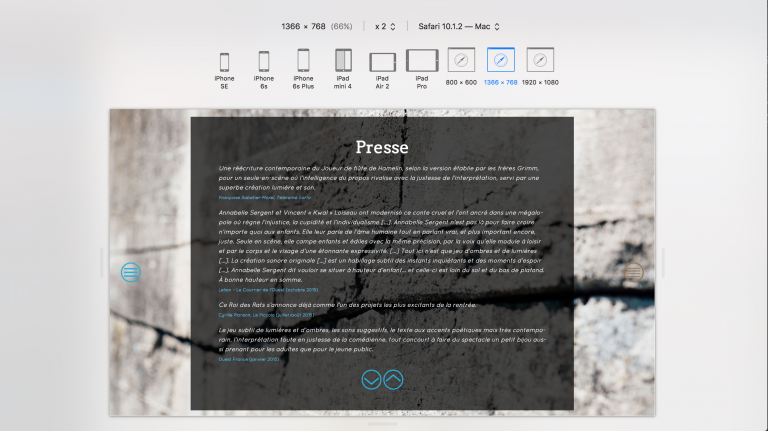 1366 × 768 (66%) x 2 Safari 10.1.2 — Mac
iPhone SE
iPhone 6s
iPhone 6s Plus
iPad mini 4
iPad Air 2
iPad Pro
800 × 600
1366 × 768
1920 × 1080
Presse
Une réécriture contemporaine du Joueur de flûte de Hamelin, selon la version établie par les frères Grimm,
pour un seule-en-scène où l'intelligence du propos rivalise avec la justesse de l'interprétation, servi par une
superbe création lumière et son.
Françoise Sabatier-Morel, Télérama Sortir
Annabelle Sergent et Vincent « Kwal » Loiseau ont modernisé ce conte cruel et l'ont ancré dans une mégalo-
pole où règne l'injustice, la cupidité et l'individualisme [...]. Annabelle Sergent n'est pas là pour faire croire
n'importe quoi aux enfants. Elle leur parle de l'âme humaine tout en parlant vrai, et plus important encore,
juste. Seule en scène, elle campe enfants et édiles avec la même précision, par la voix qu'elle module à loisir
et par le corps et le visage d'une étonnante expressivité. [...] Tout ici n'est que jeu d'ombres et de lumières
[...]. La création sonore originale [...] est un habillage subtil des instants inquiétants et des moments d'espoir
[...]. Annabelle Sergent dit vouloir se situer à hauteur d'enfant... et celle-ci est loin du sol et du bas de plafond.
À bonne hauteur en somme.
Lelian – Le Courrier de l'Ouest (octobre 2015)
Ce Roi des Rats s'annonce déjà comme l'un des projets les plus excitants de la rentrée.
Cyrille Planson, Le Piccolo (juillet/août 2015)
Le jeu subtil de lumières et d'ombres, les sons suggestifs, le texte aux accents poétiques mais très contempo-
rain, l'interprétation toute en justesse de la comédienne, tout concourt à faire du spectacle un petit bijou aus-
si prenant pour les adultes que pour le jeune public.
Ouest France (janvier 2015)